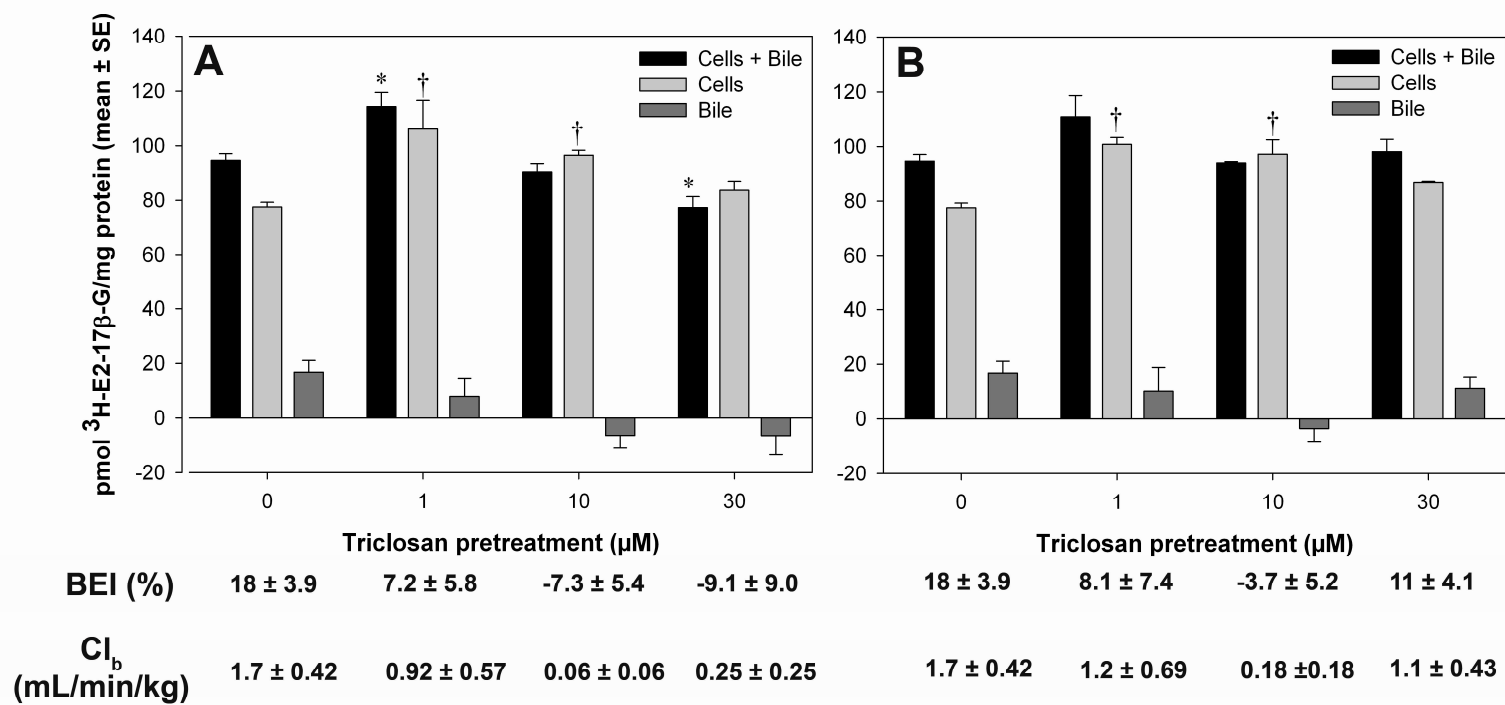 pmol ³H-E2-17β-G/mg protein (mean ± SE)
A
Cells + Bile
Cells
Bile
140
120
100
80
60
40
20
0
-20
* † † *
0 1 10 30
Triclosan pretreatment (µM)
B
Cells + Bile
Cells
Bile
140
120
100
80
60
40
20
0
-20
† †
0 1 10 30
Triclosan pretreatment (µM)
BEI (%) 18 ± 3.9 7.2 ± 5.8 -7.3 ± 5.4 -9.1 ± 9.0 18 ± 3.9 8.1 ± 7.4 -3.7 ± 5.2 11 ± 4.1
Clb
(mL/min/kg) 1.7 ± 0.42 0.92 ± 0.57 0.06 ± 0.06 0.25 ± 0.25 1.7 ± 0.42 1.2 ± 0.69 0.18 ±0.18 1.1 ± 0.43